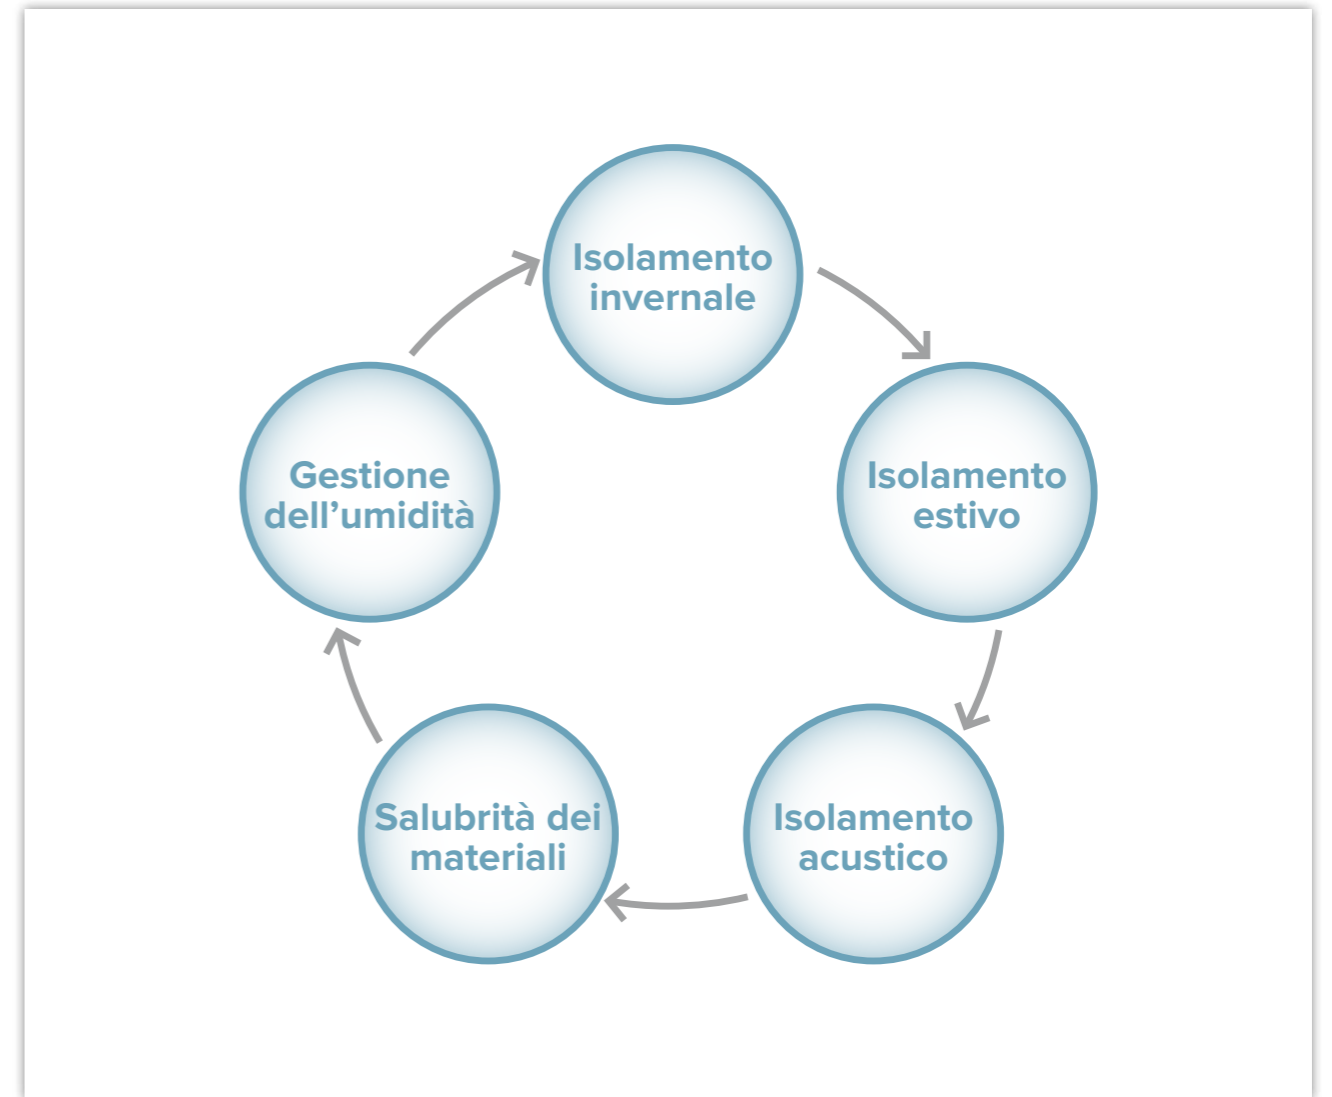 Isolamento
invernale
Isolamento
estivo
Isolamento
acustico
Salubrità dei
materiali
Gestione
dell’umidità